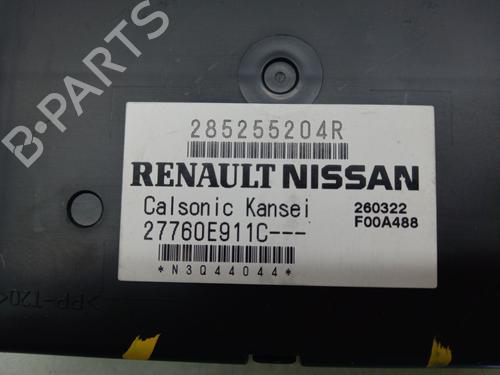 285255204R
RENAULT NISSAN
Calsonic Kansei
260322
27760E911C---
F00A488
*N3Q44044*
>PP-T20<
B-PARTS